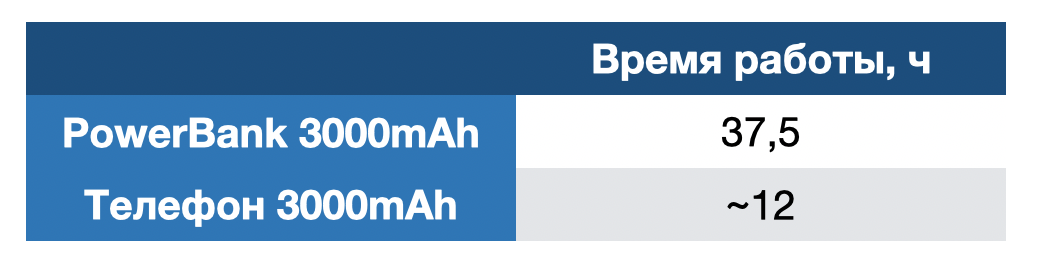 Время работы, ч
PowerBank 3000mAh 37,5
Телефон 3000mAh ~12